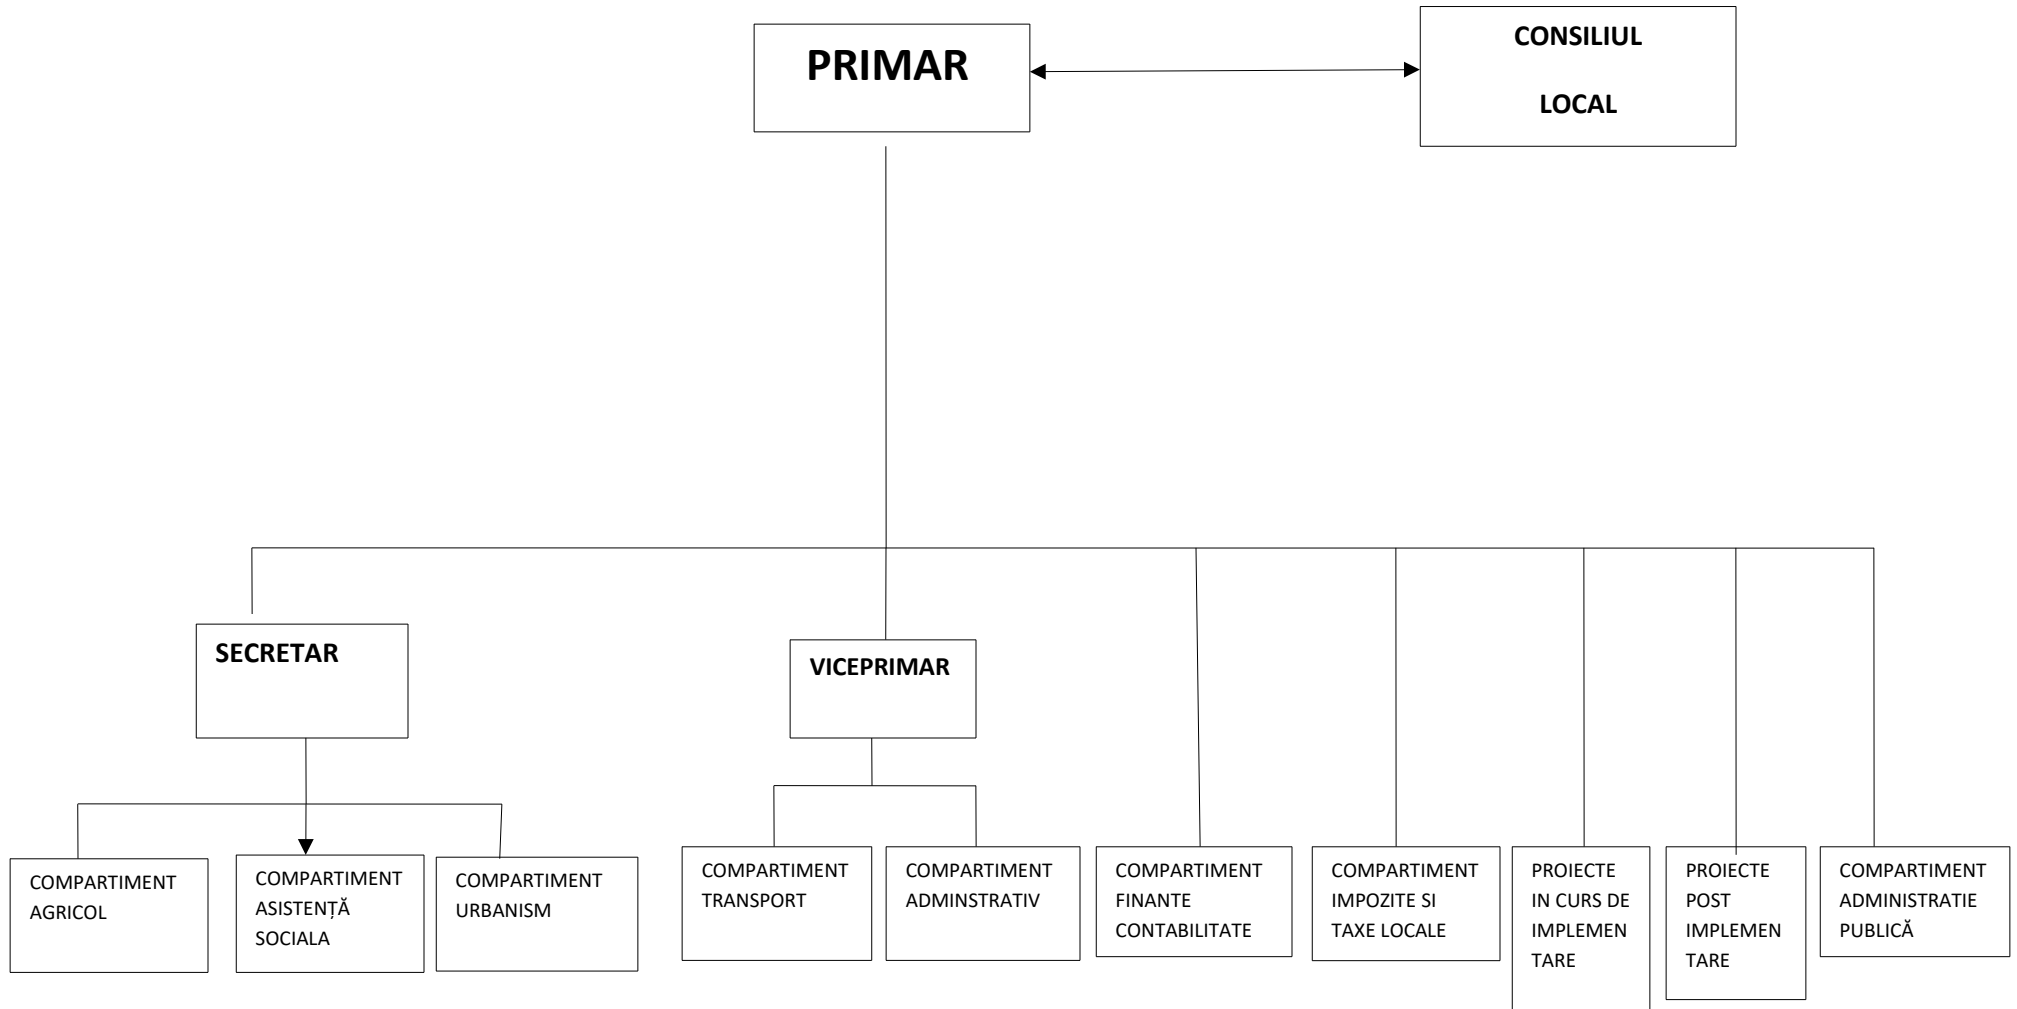 PRIMAR
CONSILIUL
LOCAL
SECRETAR
VICEPRIMAR
COMPARTIMENT
AGRICOL
COMPARTIMENT
ASISTENȚĂ
SOCIALA
COMPARTIMENT
URBANISM
COMPARTIMENT
TRANSPORT
COMPARTIMENT
ADMINSTRATIV
COMPARTIMENT
FINANTE
CONTABILITATE
COMPARTIMENT
IMPOZITE SI
TAXE LOCALE
PROIECTE
IN CURS DE
IMPLEMEN
TARE
PROIECTE
POST
IMPLEMEN
TARE
COMPARTIMENT
ADMINISTRATIE
PUBLICĂ